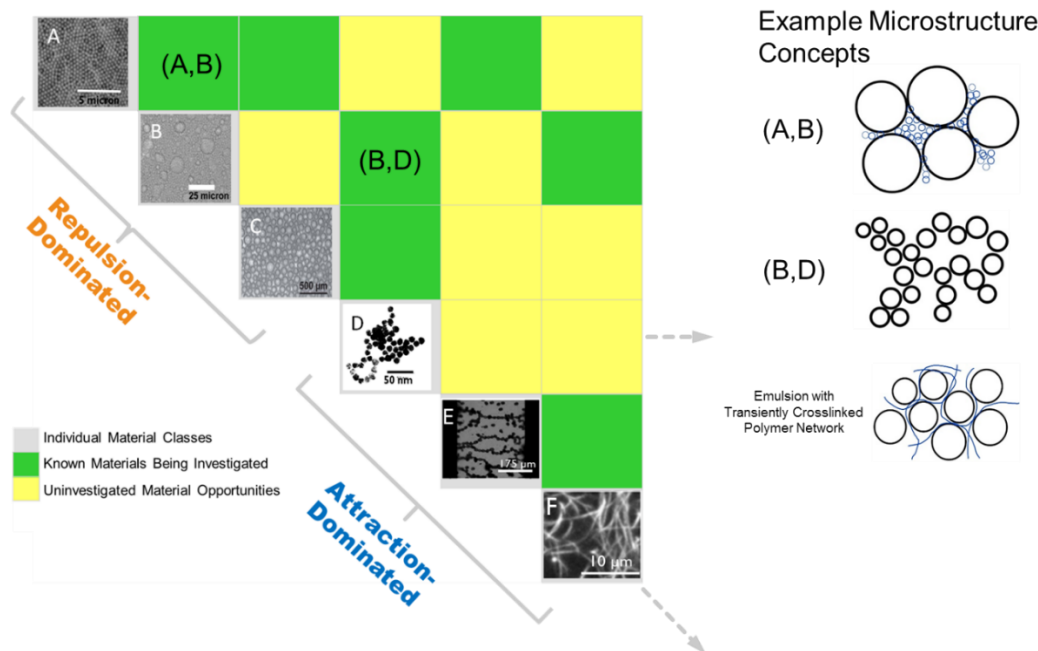 Example Microstructure
Concepts
A
5 micron
(A,B)
(A,B)
B
25 micron
(B,D)
(B,D)
C
500 μm
Repulsion-
Dominated
D
50 nm
Emulsion with
Transiently Crosslinked
Polymer Network
E
175 μm
Individual Material Classes
Known Materials Being Investigated
Uninvestigated Material Opportunities
Attraction-
Dominated
F
10 μm